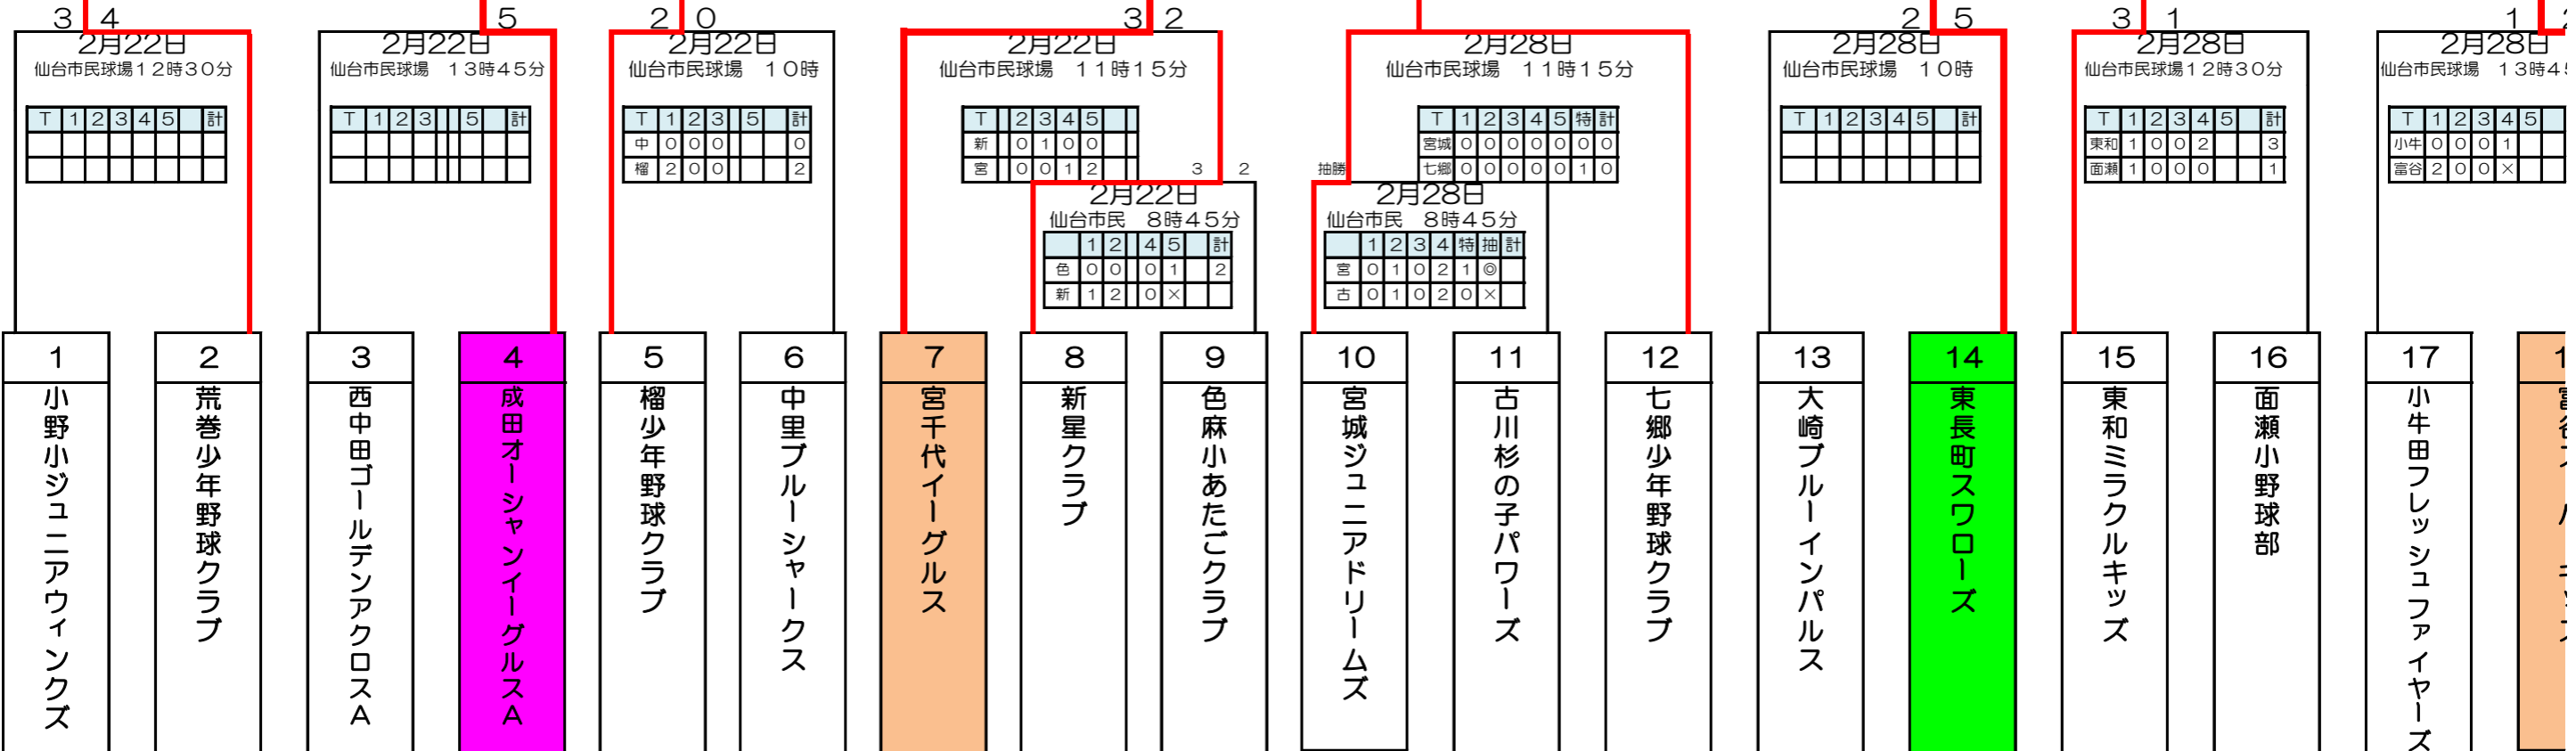 3 4
2月22日
仙台市民球場12時30分
T 1 2 3 4 5 計
5
2月22日
仙台市民球場 13時45分
T 1 2 3 5 計
2 0
2月22日
仙台市民球場 10時
T 1 2 3 5 計
中 0 0 0 0
榴 2 0 0 2
3 2
2月22日
仙台市民球場 11時15分
T 2 3 4 5
新 0 1 0 0
宮 0 0 1 2
3 2
2月22日
仙台市民 8時45分
1 2 4 5 計
色 0 0 0 1 2
新 1 2 0 ×
2月28日
仙台市民球場 11時15分
T 1 2 3 4 5 特 計
宮城 0 0 0 0 0 0 0
七郷 0 0 0 0 0 1 0
抽勝
2月28日
仙台市民 8時45分
1 2 3 4 特 抽 計
宮 0 1 0 2 1 ◎
古 0 1 0 2 0 ×
2 5
2月28日
仙台市民球場 10時
T 1 2 3 4 5 計
3 1
2月28日
仙台市民球場12時30分
T 1 2 3 4 5 計
東和 1 0 0 2 3
面瀬 1 0 0 0 1
1
2月28日
仙台市民球場 13時4
T 1 2 3 4 5
小牛 0 0 0 1
富谷 2 0 0 ×
1
小野小ジュニアウィングズ
2
荒巻少年野球クラブ
3
西中田ゴールデンアクロスA
4
成田オーシャンイーグルスA
5
榴少年野球クラブ
6
中里ブルーシャークス
7
宮千代イーグルス
8
新星クラブ
9
色麻小あたごクラブ
10
宮城ジュニアドリームズ
11
古川杉の子パワーズ
12
七郷少年野球クラブ
13
大崎ブルーインパルス
14
東長町スワローズ
15
東和ミラクルキッズ
16
面瀬小野球部
17
小牛田フレッシュファイヤーズ